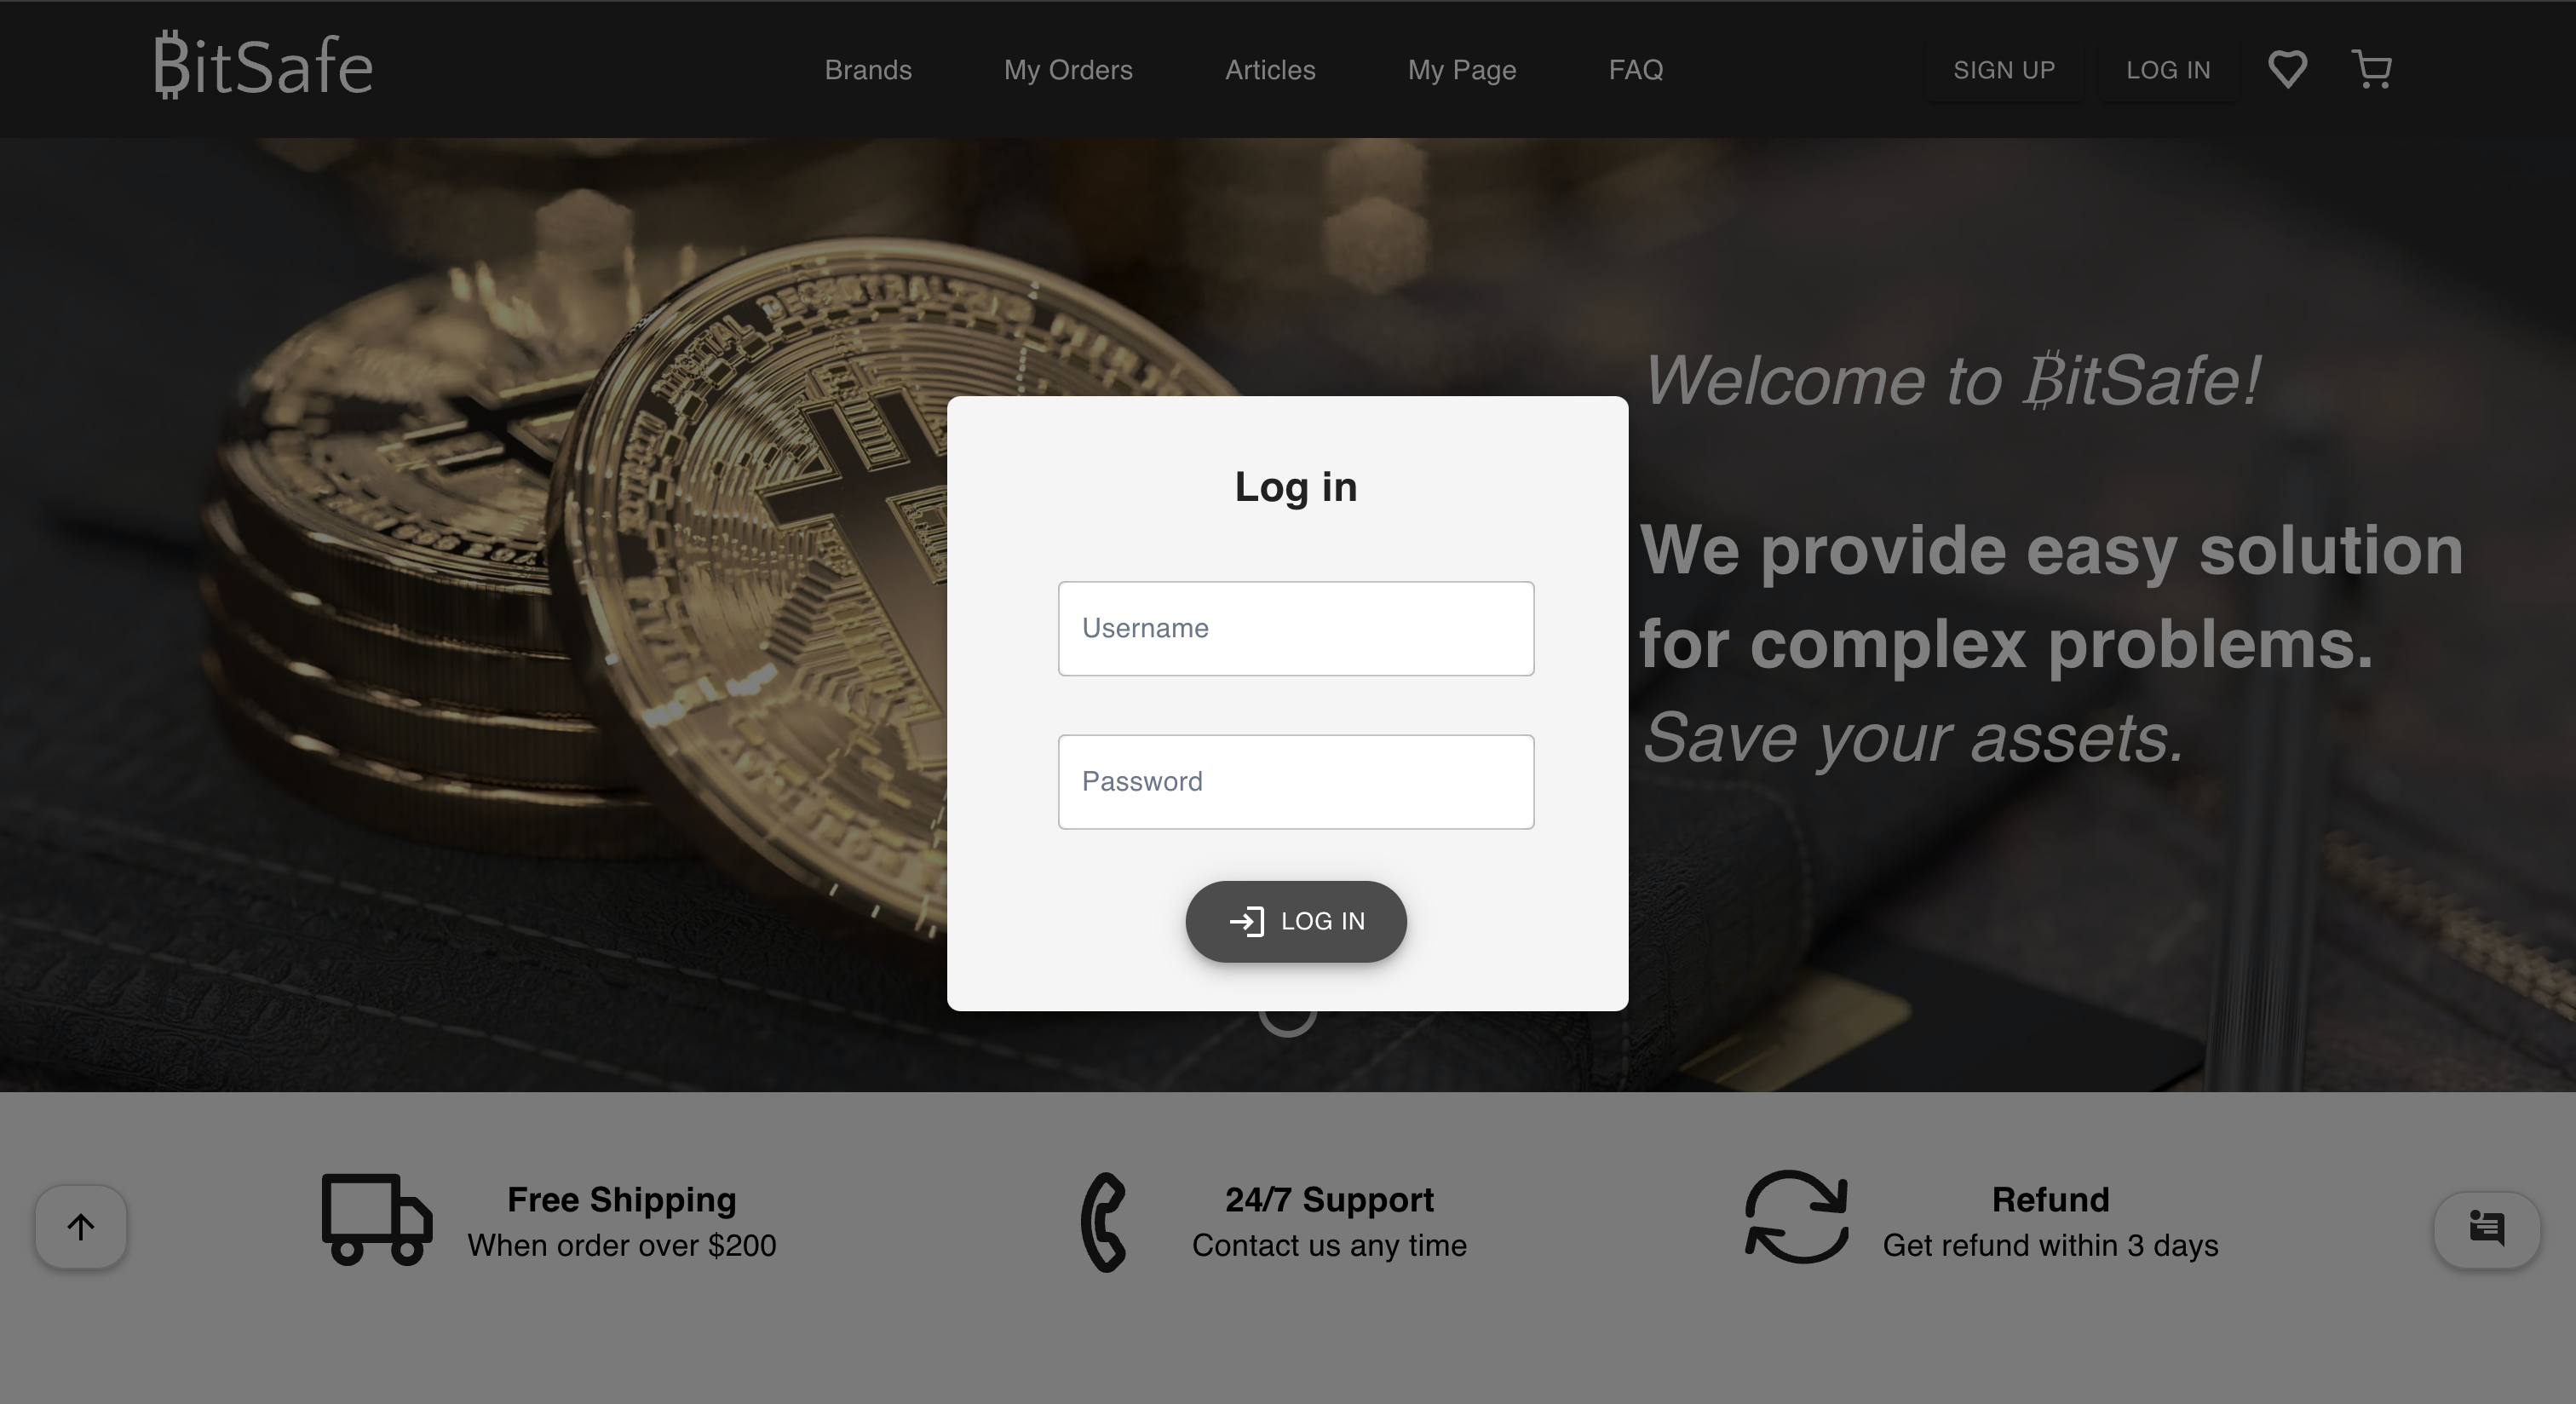 ₿itSafe
Brands
My Orders
Articles
My Page
FAQ
SIGN UP
LOG IN
Welcome to ₿itSafe!
We provide easy solution
for complex problems.
Save your assets.
Log in
Username
Password
LOG IN
Free Shipping
When order over $200
24/7 Support
Contact us any time
Refund
Get refund within 3 days
DIGITAL DECENTRALIZED